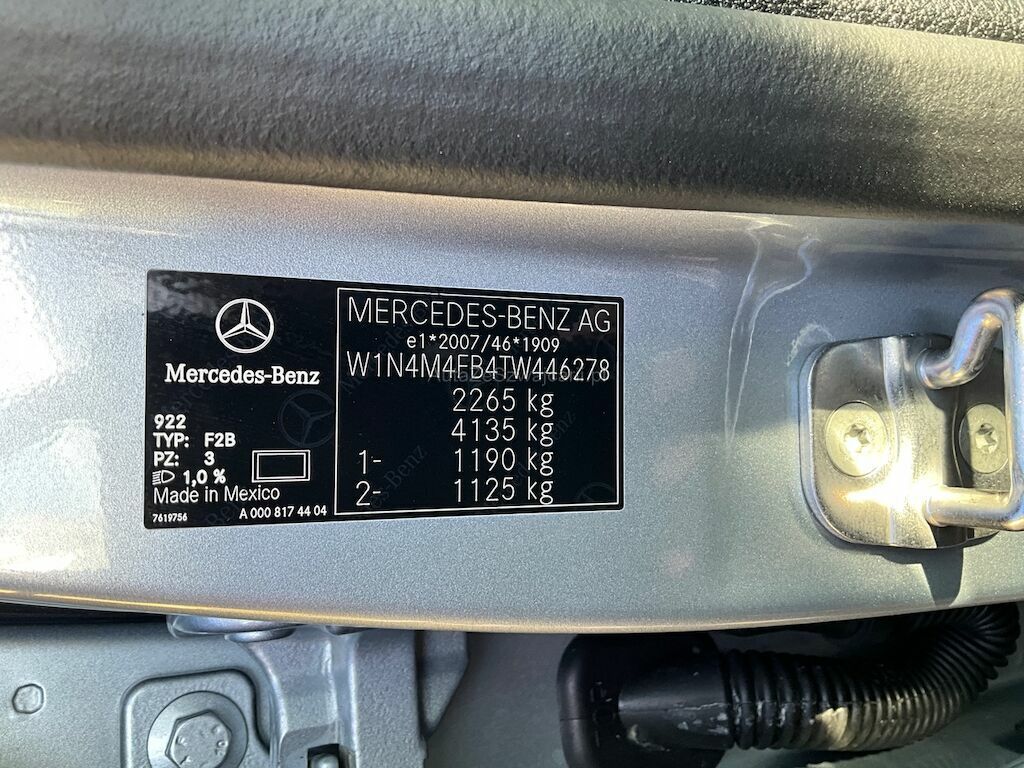 Mercedes-Benz
922
TYP: F2B
PZ: 3
1,0 %
Made in Mexico
7619756 A 000 817 44 04
MERCEDES-BENZ AG
e1*2007/46*1909
W1N4M4EB4TW446278
2265 kg
4135 kg
1- 1190 kg
2- 1125 kg